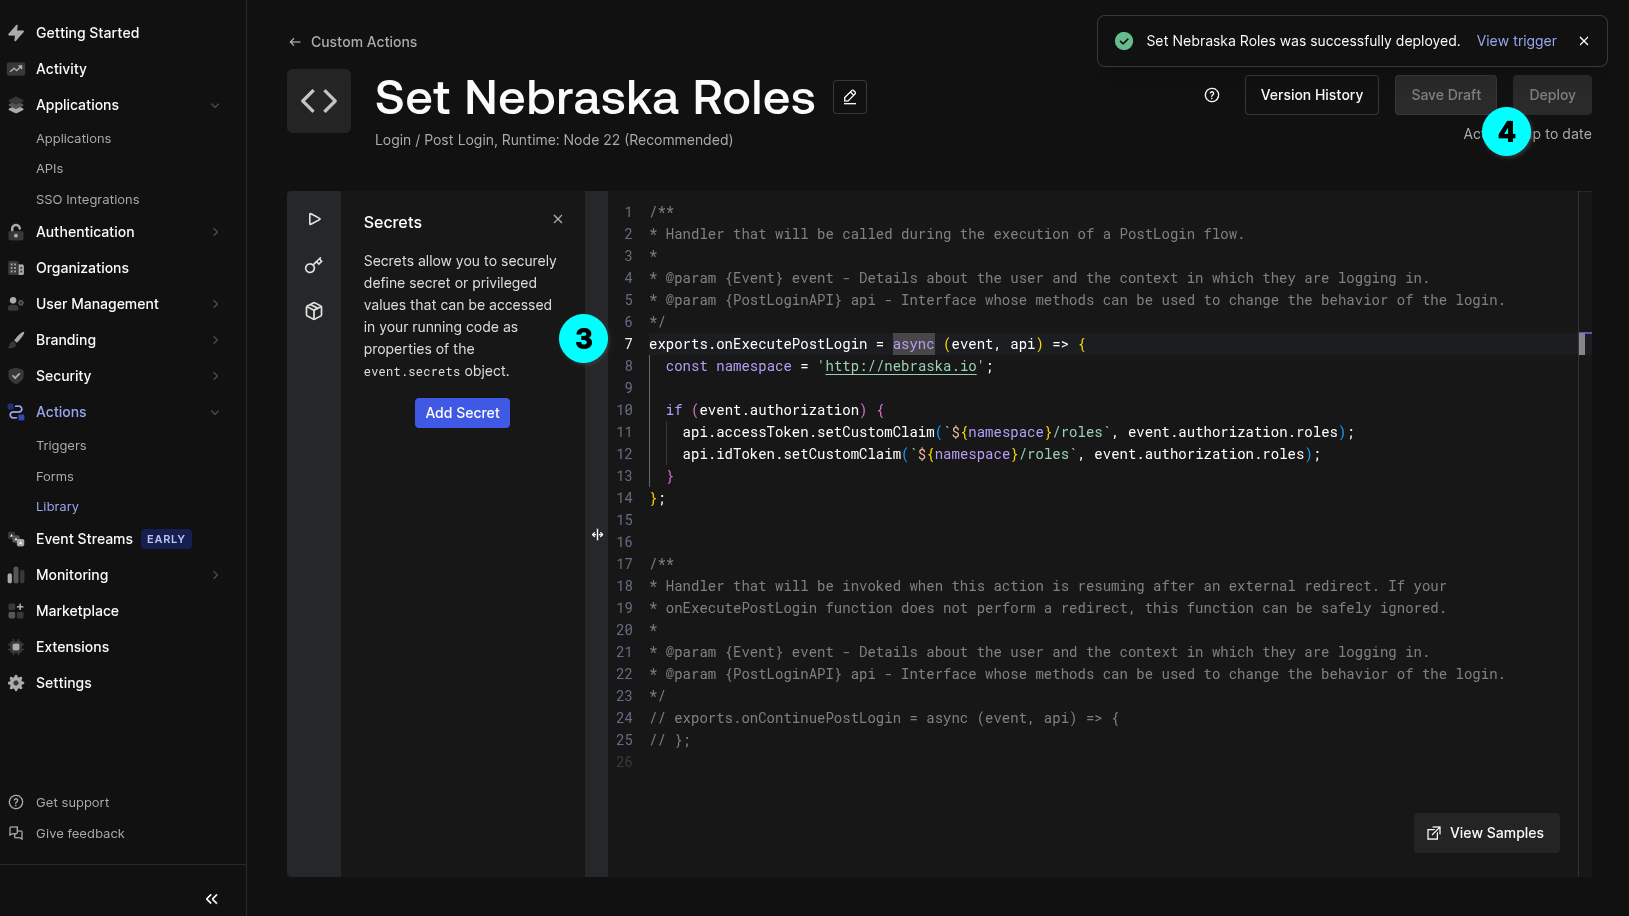 Getting Started
Activity
Applications
Applications
APIs
SSO Integrations
Authentication
Organizations
User Management
Branding
Security
Actions
Triggers
Forms
Library
Event Streams EARLY
Monitoring
Marketplace
Extensions
Settings
Get support
Give feedback
Custom Actions
Set Nebraska Roles
Login / Post Login, Runtime: Node 22 (Recommended)
Set Nebraska Roles was successfully deployed. View trigger
Version History
Save Draft
Deploy
4
to date
Secrets
Secrets allow you to securely
define secret or privileged
values that can be accessed
in your running code as
properties of the
event.secrets object.
Add Secret
3
1 /**
2 * Handler that will be called during the execution of a PostLogin flow.
3 *
4 * @param {Event} event - Details about the user and the context in which they are logging in.
5 * @param {PostLoginAPI} api - Interface whose methods can be used to change the behavior of the login.
6 */
7 exports.onExecutePostLogin = async (event, api) => {
8 const namespace = 'http://nebraska.io';
9
10 if (event.authorization) {
11 api.accessToken.setCustomClaim(`${namespace}/roles`, event.authorization.roles);
12 api.idToken.setCustomClaim(`${namespace}/roles`, event.authorization.roles);
13 }
14 };
15
16
17 /**
18 * Handler that will be invoked when this action is resuming after an external redirect. If your
19 * onExecutePostLogin function does not perform a redirect, this function can be safely ignored.
20 *
21 * @param {Event} event - Details about the user and the context in which they are logging in.
22 * @param {PostLoginAPI} api - Interface whose methods can be used to change the behavior of the login.
23 */
24 // exports.onContinuePostLogin = async (event, api) => {
25 // };
26
View Samples